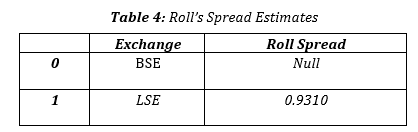 Table 4: Roll's Spread Estimates
Exchange Roll Spread
0 BSE Null
1 LSE 0.9310